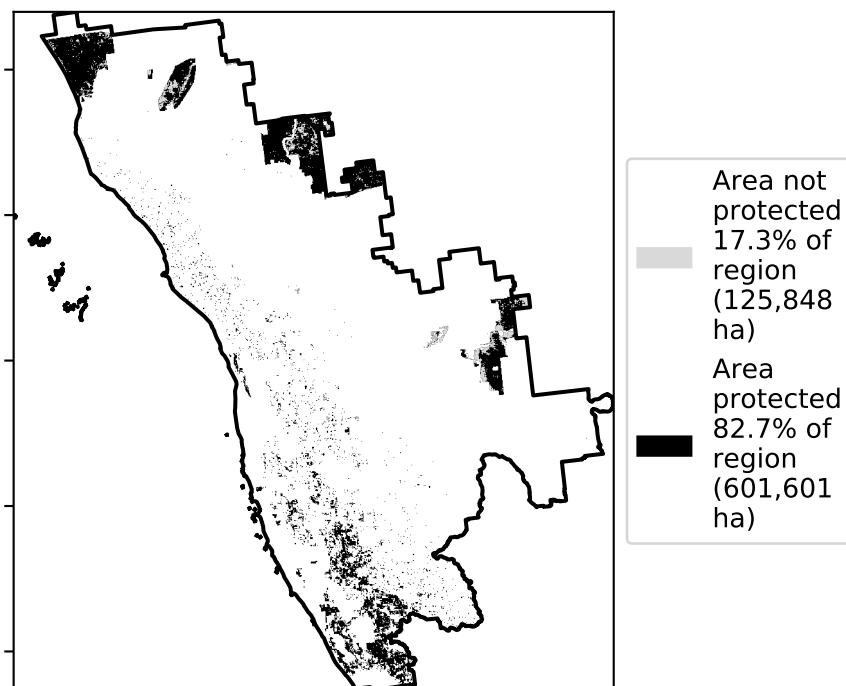 Area not
protected
17.3% of
region
(125,848
ha)
Area
protected
82.7% of
region
(601,601
ha)